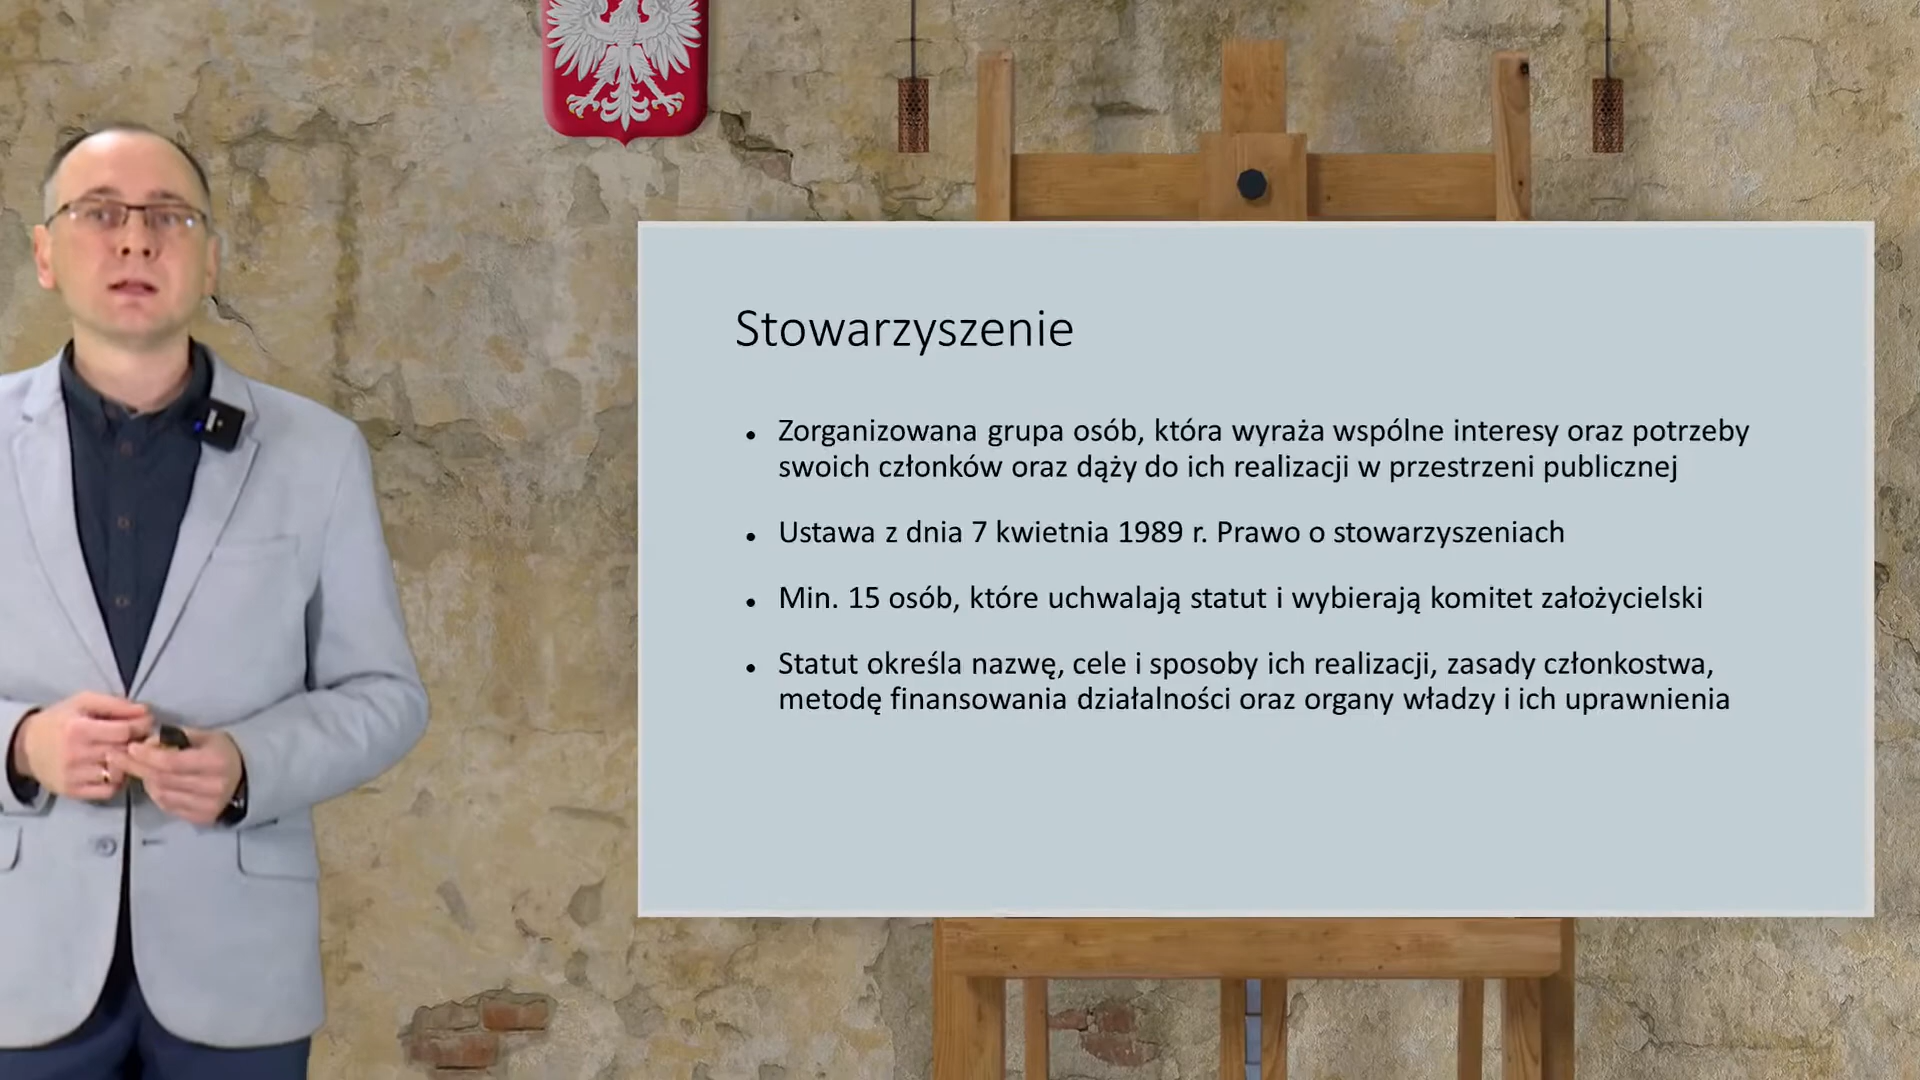 Stowarzyszenie
• Zorganizowana grupa osób, która wyraża wspólne interesy oraz potrzeby
swoich członków oraz dąży do ich realizacji w przestrzeni publicznej
• Ustawa z dnia 7 kwietnia 1989 r. Prawo o stowarzyszeniach
• Min. 15 osób, które uchwalają statut i wybierają komitet założycielski
• Statut określa nazwę, cele i sposoby ich realizacji, zasady członkostwa,
metodę finansowania działalności oraz organy władzy i ich uprawnienia